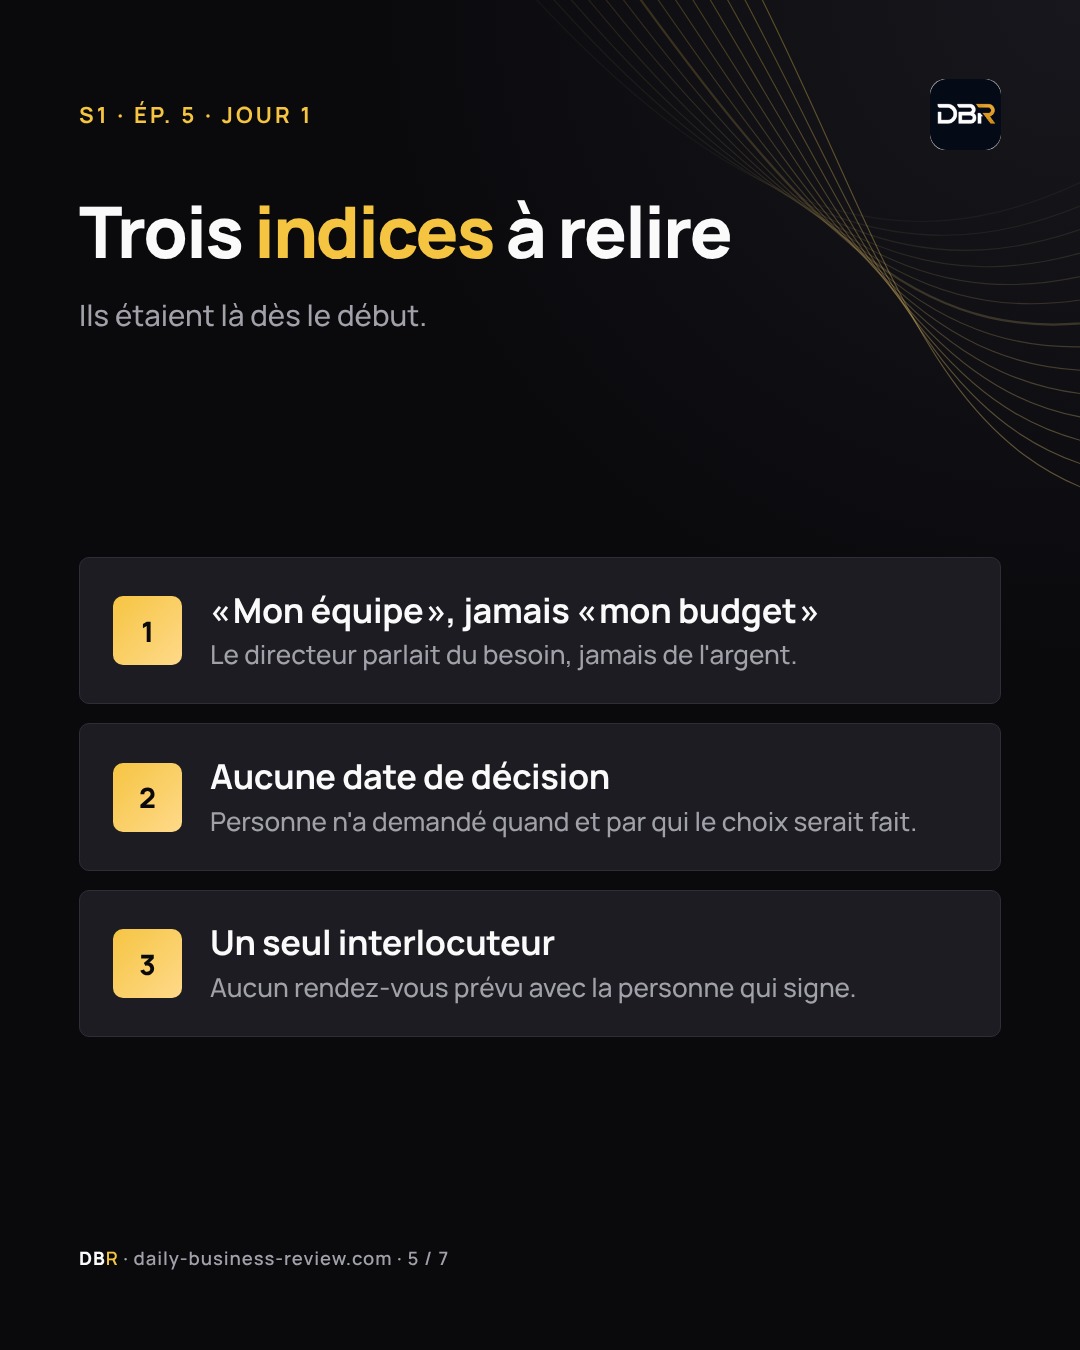 S1 · ÉP. 5 · JOUR 1
DBR
Trois indices à relire
Ils étaient là dès le début.
1
«Mon équipe», jamais «mon budget»
Le directeur parlait du besoin, jamais de l'argent.
2
Aucune date de décision
Personne n'a demandé quand et par qui le choix serait fait.
3
Un seul interlocuteur
Aucun rendez-vous prévu avec la personne qui signe.
DBR · daily-business-review.com · 5 / 7